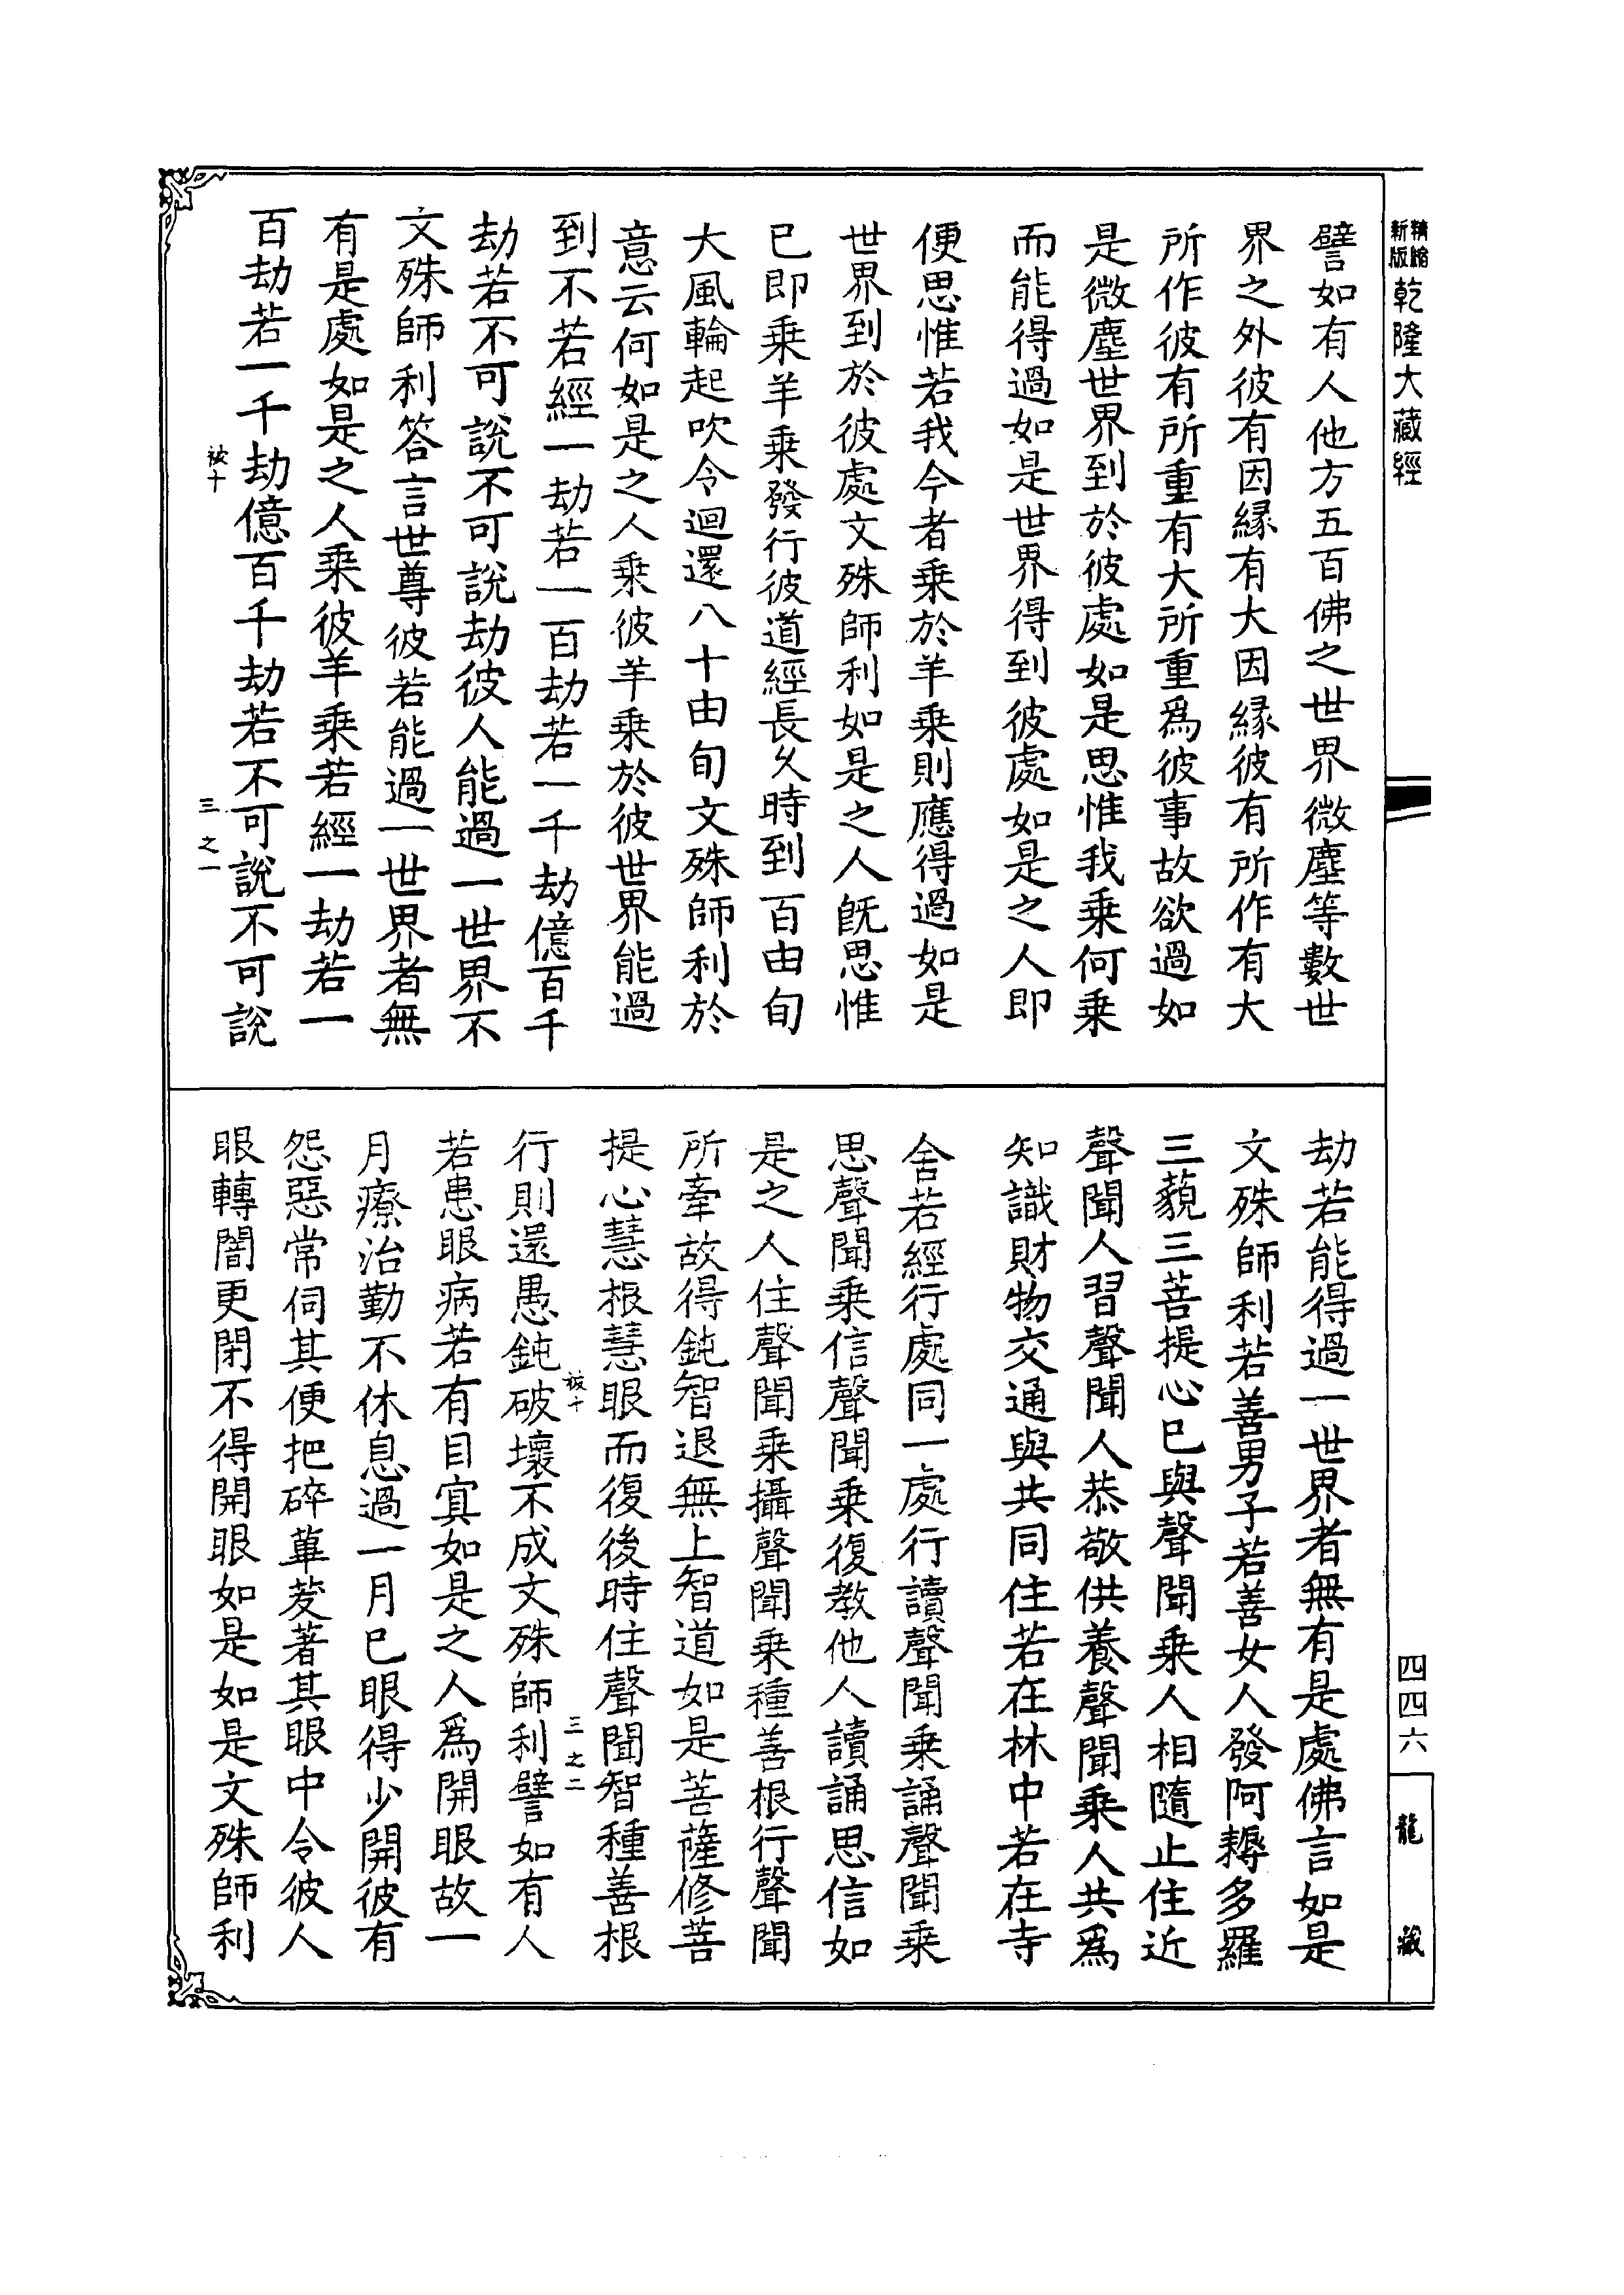 精縮
新版
乾隆大藏經
譬如有人他方五百佛之世界微塵等數世
界之外彼有因緣有大因緣彼有所作有大
所作彼有所重有大所重為彼事故欲過如
是微塵世界到於彼處如是思惟我乘何乘
而能得過如是世界得到彼處如是之人即
便思惟若我今者乘於羊乘則應得過如是
世界到於彼處文殊師利如是之人既思惟
已即乘羊乘發行彼道經長久時到百由旬
大風輪起吹令迴還八十由旬文殊師利於
意云何如是之人乘彼羊乘於彼世界能過
到不若經一劫若一百劫若一千劫億百千
劫若不可說不可說劫彼人能過一世界不
文殊師利答言世尊彼若能過一世界者無
有是處如是之人乘彼羊乘若經一劫若一
百劫若一千劫億百千劫若不可說不可說
十
三之一
劫若能得過一世界者無有是處佛言如是
文殊師利若善男子若善女人發阿耨多羅
三藐三菩提心已與聲聞乘人相隨止住近
聲聞人習聲聞人恭敬供養聲聞乘人共為
知識財物交通與共同住若在林中若在寺
舍若經行處同一處行讀聲聞乘誦聲聞乘
思聲聞乘信聲聞乘復教他人讀誦思信如
是之人住聲聞乘攝聲聞乘種善根行聲聞
所牽故得鈍智退無上智道如是菩薩修菩
提心慧根慧眼而復後時住聲聞智種善根
十
三之二
行則還愚鈍破壞不成文殊師利譬如有人
若患眼病若有目㝠如是之人為開眼故一
月療治勤不休息過一月已眼得少開彼有
怨惡常伺其便把碎蓽茇著其眼中令彼人
眼轉闇更閉不得開眼如是如是文殊師利
四四六
龍藏